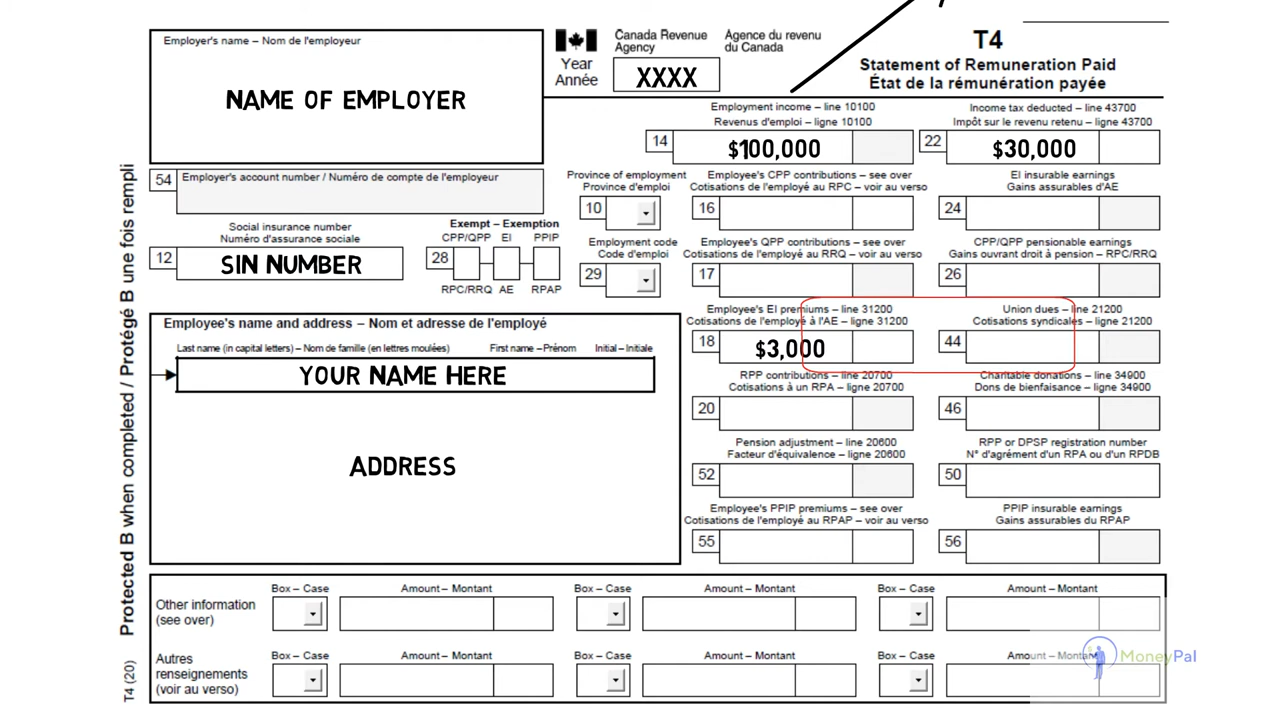 Employer's name – Nom de l'employeur
NAME OF EMPLOYER
Canada Revenue Agency
Agence du revenu du Canada
Year
Année
XXXX
T4
Statement of Remuneration Paid
État de la rémunération payée
Employment income – line 10100
Revenus d'emploi – ligne 10100
14
$100,000
Income tax deducted – line 43700
Impôt sur le revenu retenu – ligne 43700
22
$30,000
54
Employer's account number / Numéro de compte de l'employeur
Province of employment
Province d'emploi
10
Employee's CPP contributions – see over
Cotisations de l'employé au RPC – voir au verso
16
EI insurable earnings
Gains assurables d'AE
24
Social insurance number
Numéro d'assurance sociale
12
SIN NUMBER
Exempt – Exemption
CPP/QPP EI PPIP
28
RPC/RRQ AE RPAP
Employment code
Code d'emploi
29
Employee's QPP contributions – see over
Cotisations de l'employé au RRQ – voir au verso
17
CPP/QPP pensionable earnings
Gains ouvrant droit à pension – RPC/RRQ
26
Employee's EI premiums – line 31200
Cotisations de l'employé à l'AE – ligne 31200
18
$3,000
Union dues – line 21200
Cotisations syndicales – ligne 21200
44
Employee's name and address – Nom et adresse de l'employé
Last name (in capital letters) – Nom de famille (en lettres moulées) First name – Prénom Initial – Initiale
YOUR NAME HERE
ADDRESS
RPP contributions – line 20700
Cotisations à un RPA – ligne 20700
20
Charitable donations – line 34900
Dons de bienfaisance – ligne 34900
46
Pension adjustment – line 20600
Facteur d'équivalence – ligne 20600
52
RPP or DPSP registration number
N° d'agrément d'un RPA ou d'un RPDB
50
Employee's PPIP premiums – see over
Cotisations de l'employé au RPAP – voir au verso
55
PPIP insurable earnings
Gains assurables du RPAP
56
Box – Case Amount – Montant Box – Case Amount – Montant Box – Case Amount – Montant
Other information
(see over)
Box – Case Amount – Montant Box – Case Amount – Montant Box – Case Amount – Montant
Autres
renseignements
(voir au verso)
MoneyPal
Protected B when completed / Protégé B une fois rempli
T4 (20)